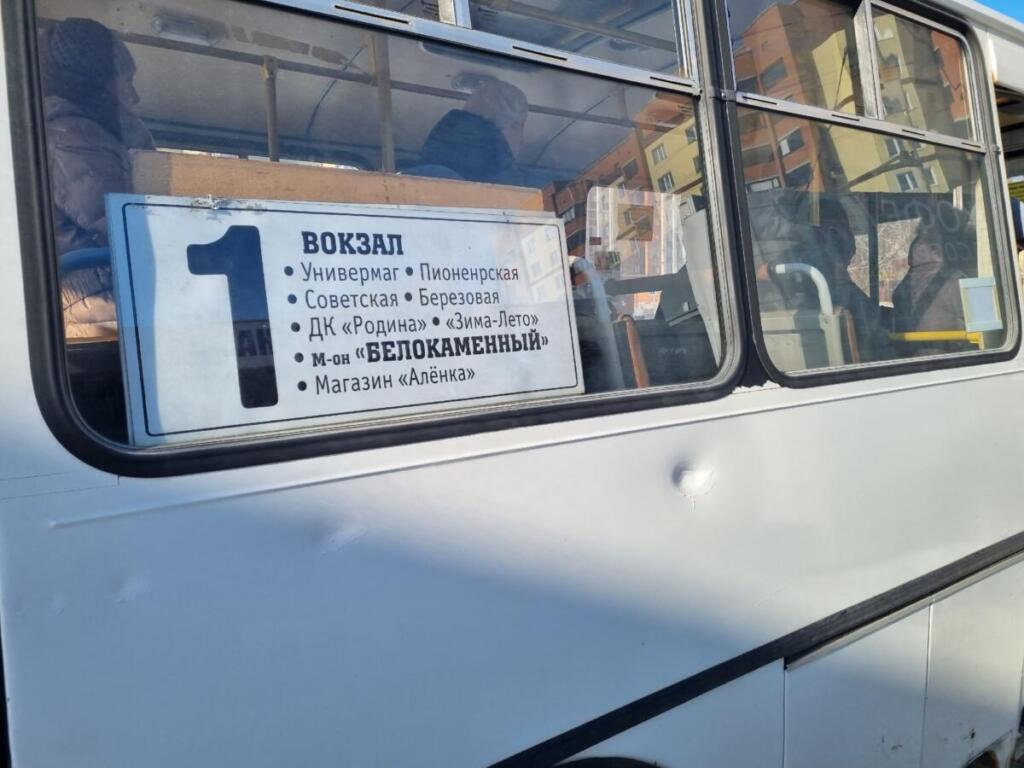 1
ВОКЗАЛ
• Универмаг • Пионенрская
• Советская • Березовая
• ДК «Родина» • «Зима-Лето»
• М-он "БЕЛОКАМЕННЫЙ"
• Магазин «Алёнка»